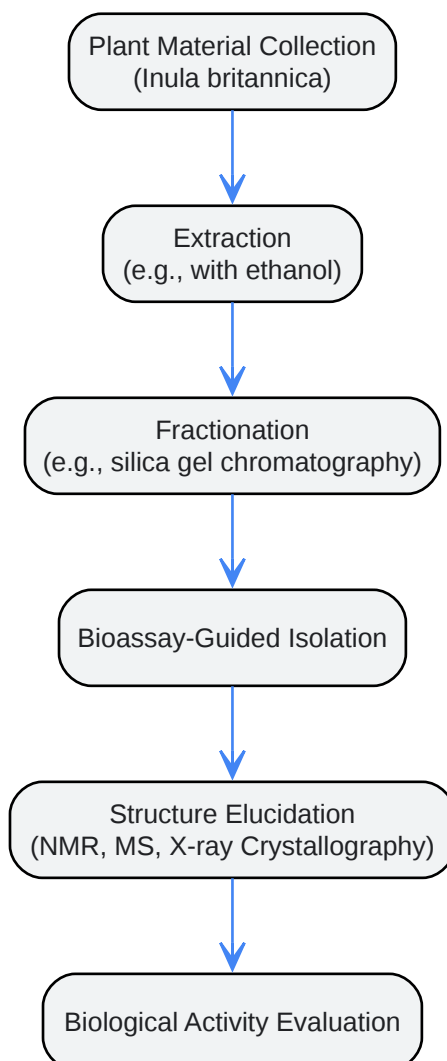 Plant Material Collection
(Inula britannica)
Extraction
(e.g., with ethanol)
Fractionation
(e.g., silica gel chromatography)
Bioassay-Guided Isolation
Structure Elucidation
(NMR, MS, X-ray Crystallography)
Biological Activity Evaluation